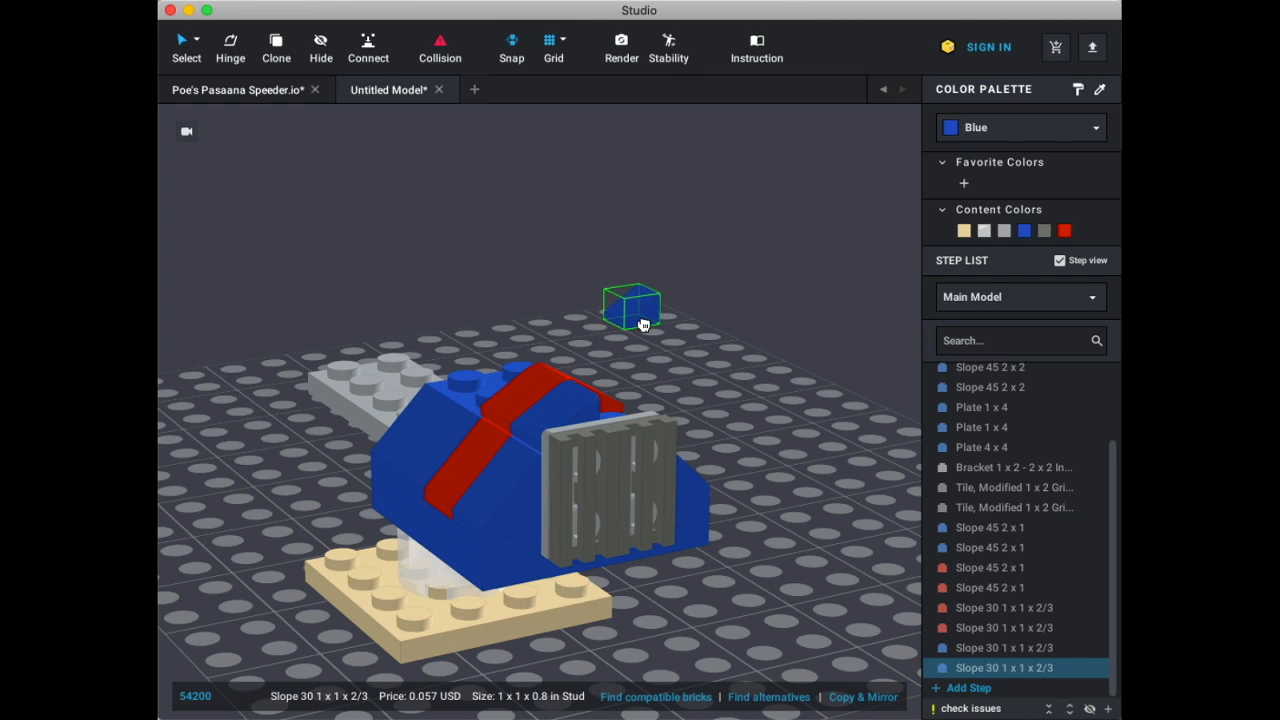 Studio
Select
Hinge
Clone
Hide
Connect
Collision
Snap
Grid
Render
Stability
Instruction
SIGN IN
Poe's Pasaana Speeder.io*
Untitled Model*
COLOR PALETTE
Blue
Favorite Colors
Content Colors
STEP LIST
Step view
Main Model
Search...
Slope 45 2 x 2
Slope 45 2 x 2
Plate 1 x 4
Plate 1 x 4
Plate 4 x 4
Bracket 1 x 2 - 2 x 2 In...
Tile, Modified 1 x 2 Gri...
Tile, Modified 1 x 2 Gri...
Slope 45 2 x 1
Slope 45 2 x 1
Slope 45 2 x 1
Slope 45 2 x 1
Slope 30 1 x 1 x 2/3
Slope 30 1 x 1 x 2/3
Slope 30 1 x 1 x 2/3
Slope 30 1 x 1 x 2/3
+ Add Step
check issues
54200 Slope 30 1 x 1 x 2/3 Price: 0.057 USD Size: 1 x 1 x 0.8 in Stud Find compatible bricks | Find alternatives | Copy & Mirror